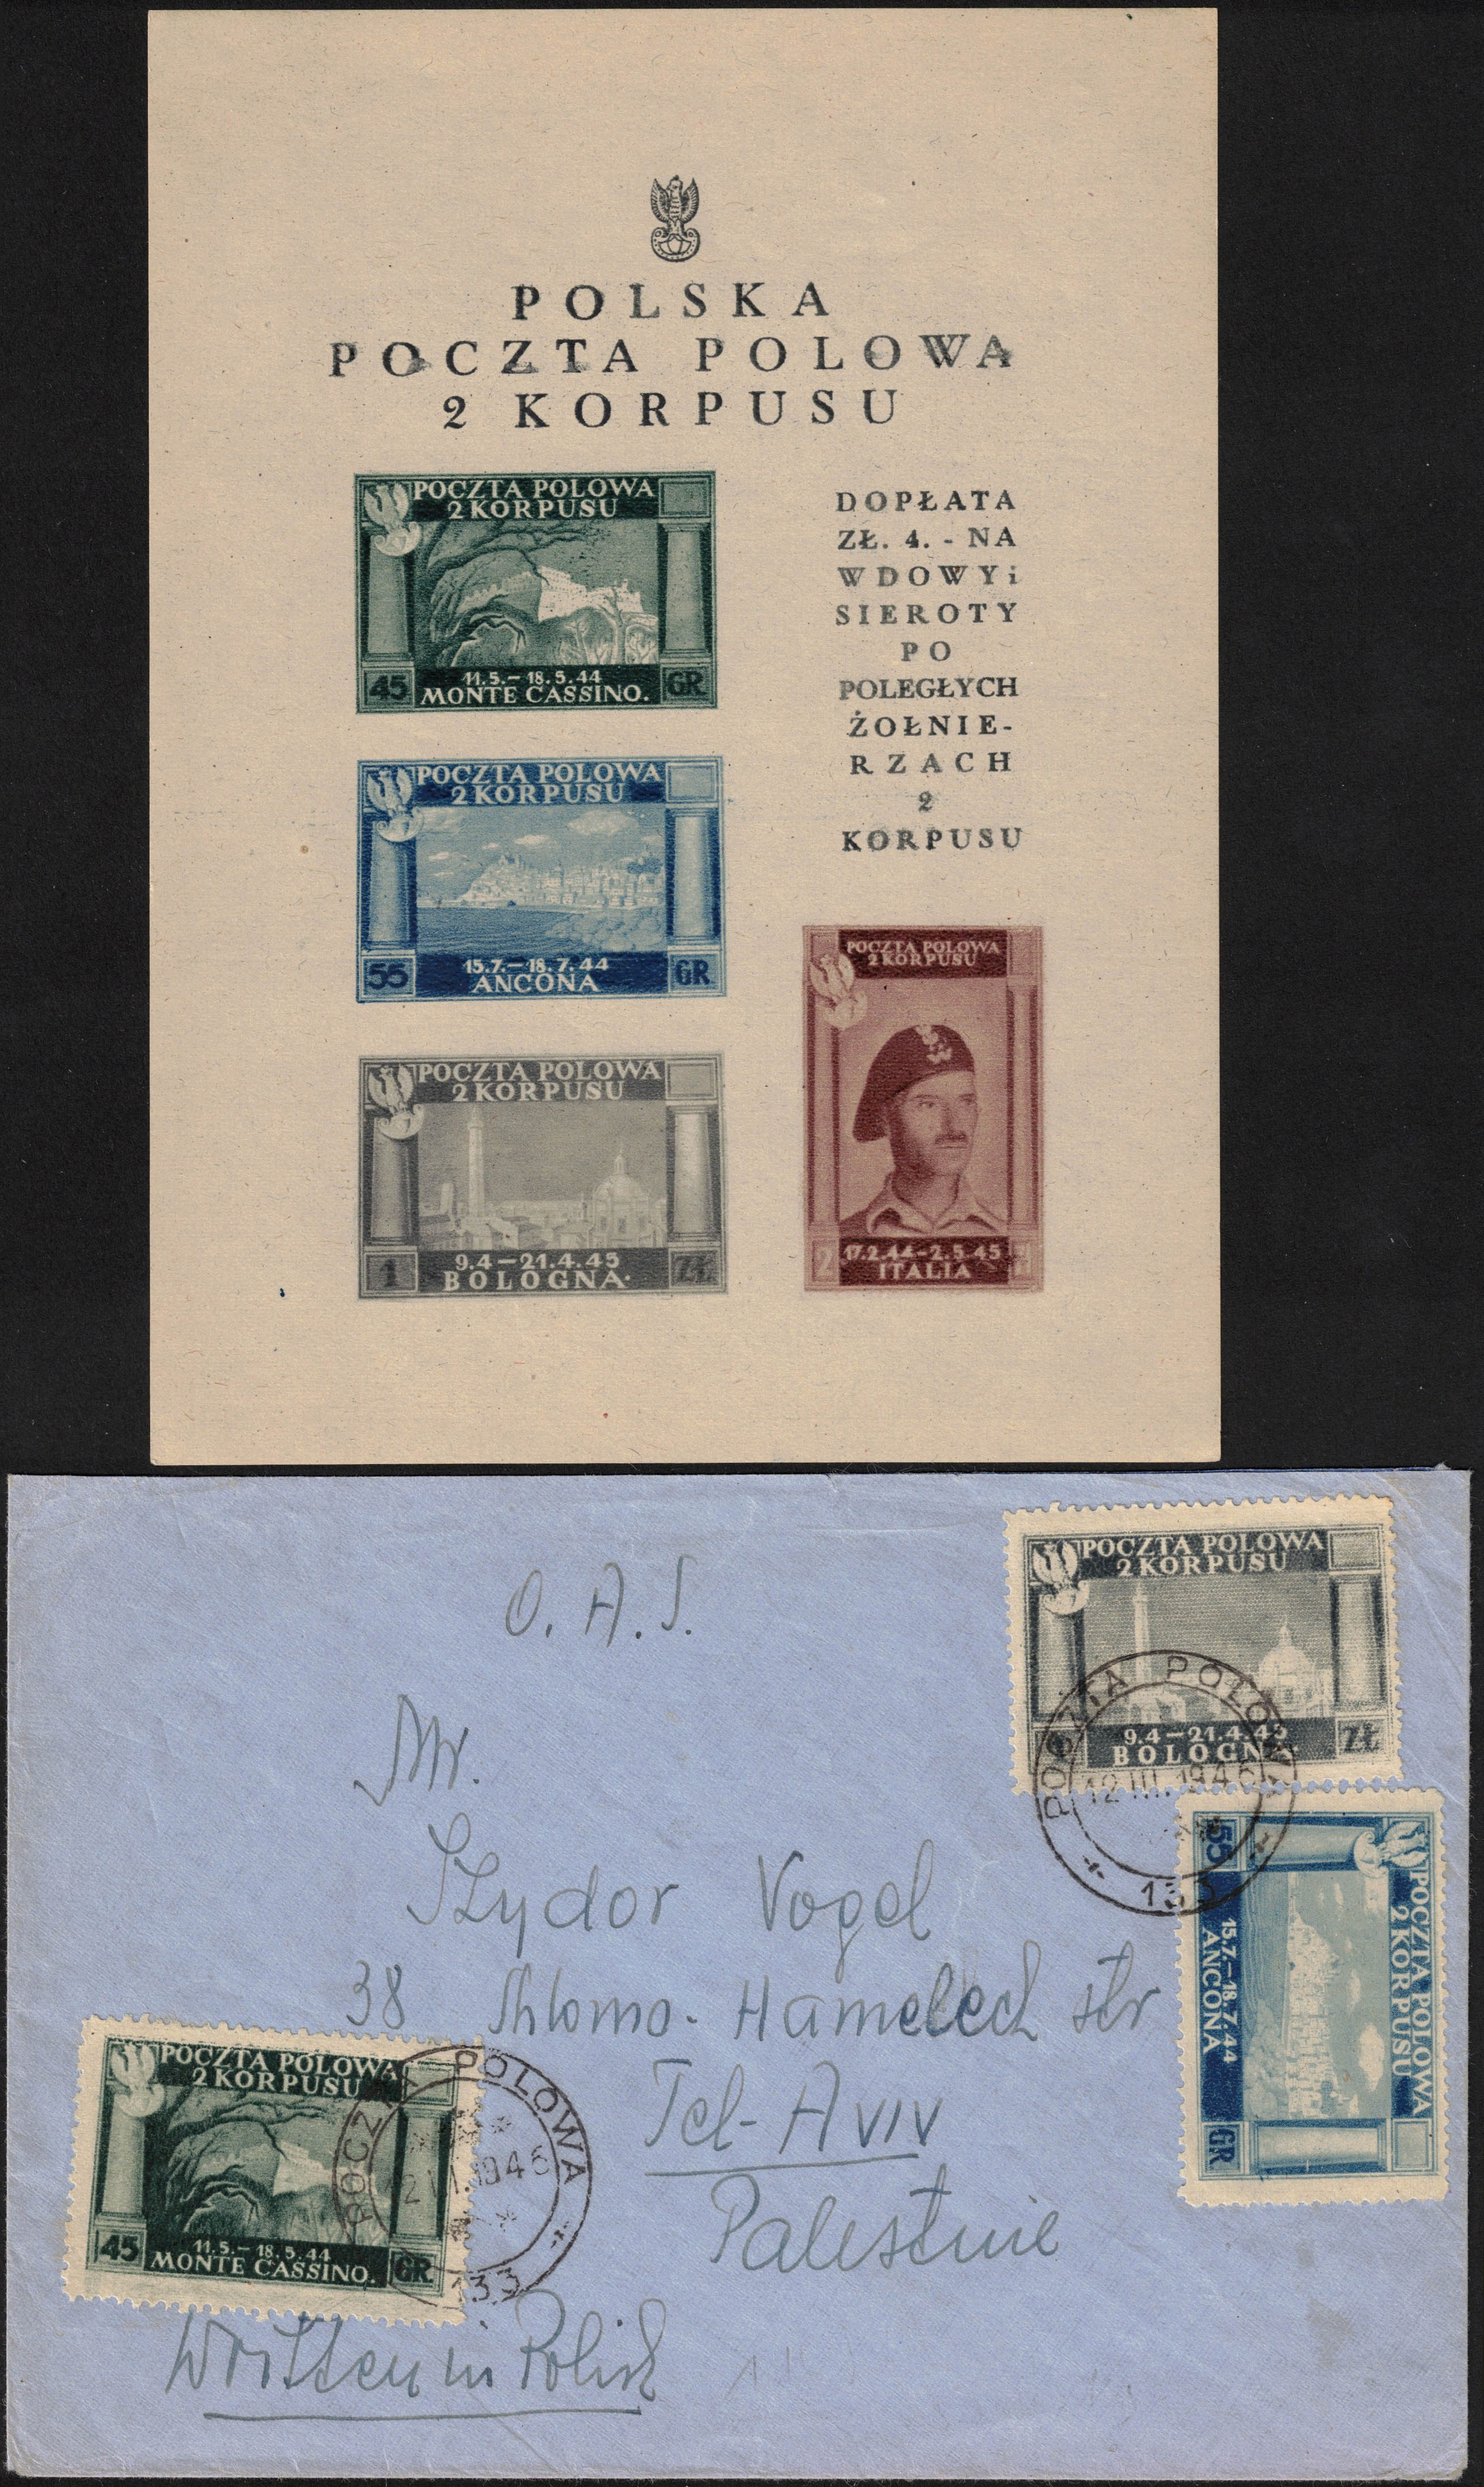 POLSKA
POCZTA POLOWA
2 KORPUSU
POCZTA POLOWA
2 KORPUSU
45 GR
11.5.-18.5.44
MONTE CASSINO.
POCZTA POLOWA
2 KORPUSU
55 GR
15.7.-18.7.44
ANCONA
POCZTA POLOWA
2 KORPUSU
1 ZŁ
9.4-21.4.45
BOLOGNA.
DOPŁATA
ZŁ. 4. - NA
WDOWY i
SIEROTY
PO
POLEGŁYCH
ŻOŁNIE-
RZACH
2
KORPUSU
POCZTA POLOWA
2 KORPUSU
2
17.2.44-2.5.45
ITALIA
POCZTA POLOWA
2 KORPUSU
9.4-21.4.45
BOLOGNA.
ZŁ
POCZTA POLOWA
12 III. 1946
133
POCZTA POLOWA
2 KORPUSU
55 GR
15.7.-18.7.44
ANCONA
O. A. S.
Mr.
Izydor Vogel
38 Shlomo-Hamelech str
Tel-Aviv
Palestine
POCZTA POLOWA
2 KORPUSU
45 GR
11.5.-18.5.44
MONTE CASSINO.
POCZTA POLOWA
1946
133
Written in Polish